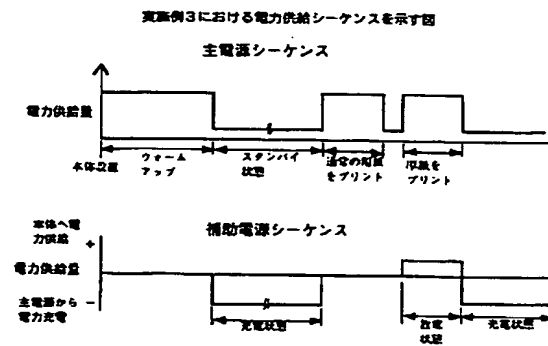 実施例3における電力供給シーケンスを示す図
主電源シーケンス
電力供給量
本体設置
ウォーム
アップ
スタンバイ
状態
通常の用紙
をプリント
厚紙を
プリント
補助電源シーケンス
本体へ電
力供給
+
電力供給量
主電源から
電力充電
−
充電状態
放電
状態
充電状態